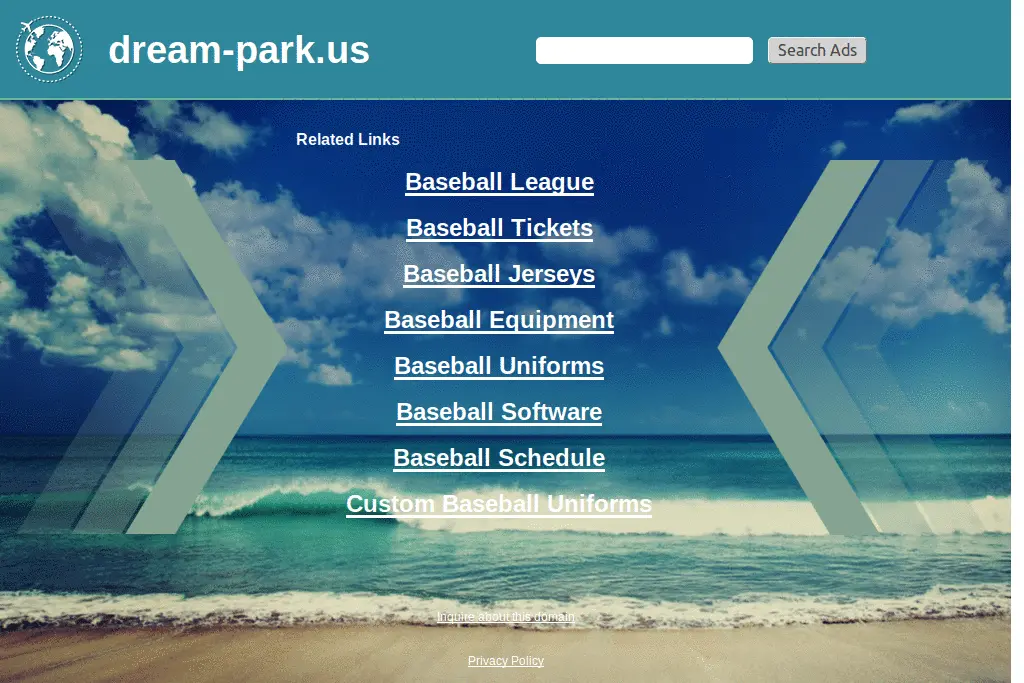 dream-park.us
Search Ads
Related Links
Baseball League
Baseball Tickets
Baseball Jerseys
Baseball Equipment
Baseball Uniforms
Baseball Software
Baseball Schedule
Custom Baseball Uniforms
Inquire about this domain
Privacy Policy